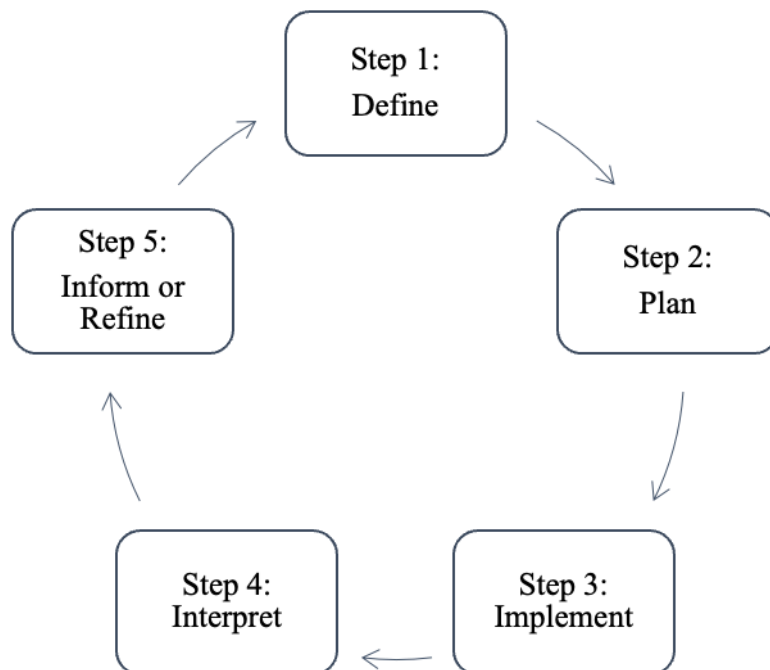 Step 1:
Define
Step 2:
Plan
Step 3:
Implement
Step 4:
Interpret
Step 5:
Inform or
Refine